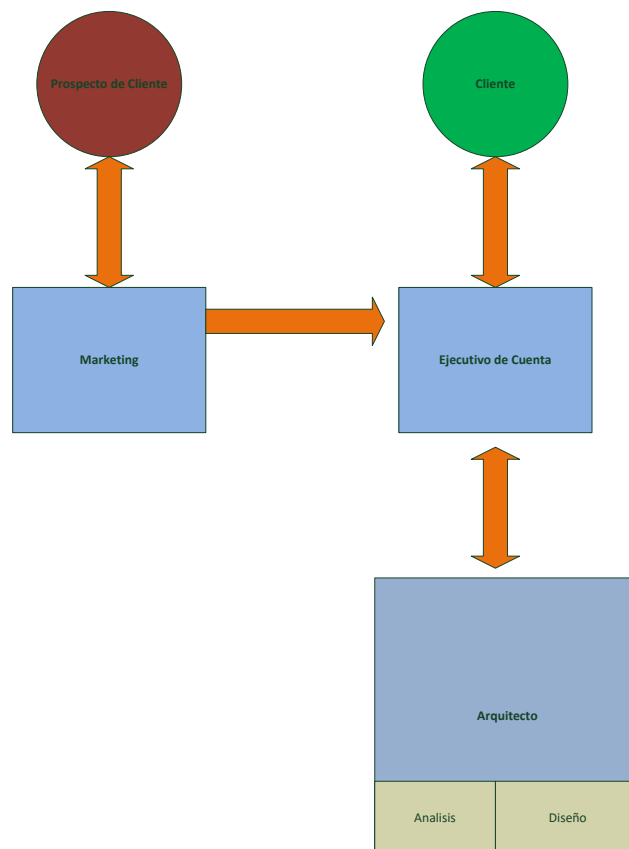 Prospecto de Cliente
Cliente
Marketing
Ejecutivo de Cuenta
Arquitecto
Analisis
Diseño